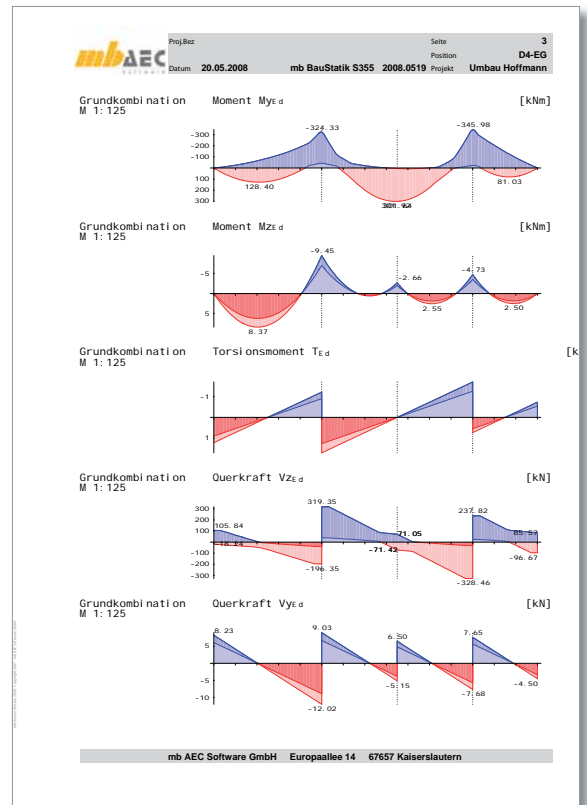 mbAEC
Software
Proj.Bez Seite 3
Position D4-EG
Datum 20.05.2008 mb BauStatik S355 2008.0519 Projekt Umbau Hoffmann
Grundkombination Moment MyEd [kNm]
M 1:125
-324.33 -345.98
-300
-200
-100
100
200
300
128.40 81.03
Grundkombination Moment MzEd [kNm]
M 1:125
-9.45
-2.66 -4.73
-5
5
8.37 2.55 2.50
Grundkombination Torsionsmoment TEd [k
M 1:125
-1
1
Grundkombination Querkraft VzEd [kN]
M 1:125
319.35 237.82
300
200
100
-100
-200
-300
105.84 71.05
-71.42 -96.67
-196.35
-328.46
Grundkombination Querkraft VyEd [kN]
M 1:125
8.23 9.03 6.50 7.65
5
-5
-10
-5.15 -7.68 -4.50
-12.02
mb AEC Software GmbH Europaallee 14 67657 Kaiserslautern